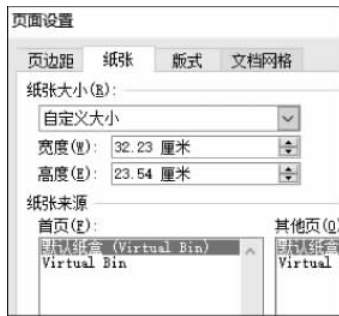 页面设置
页边距 纸张 版式 文档网格
纸张大小(R):
自定义大小
宽度(W): 32.23 厘米
高度(E): 23.54 厘米
纸张来源
首页(F): 其他页(O)
默认纸盒 (Virtual Bin) 默认纸盒
Virtual Bin Virtual